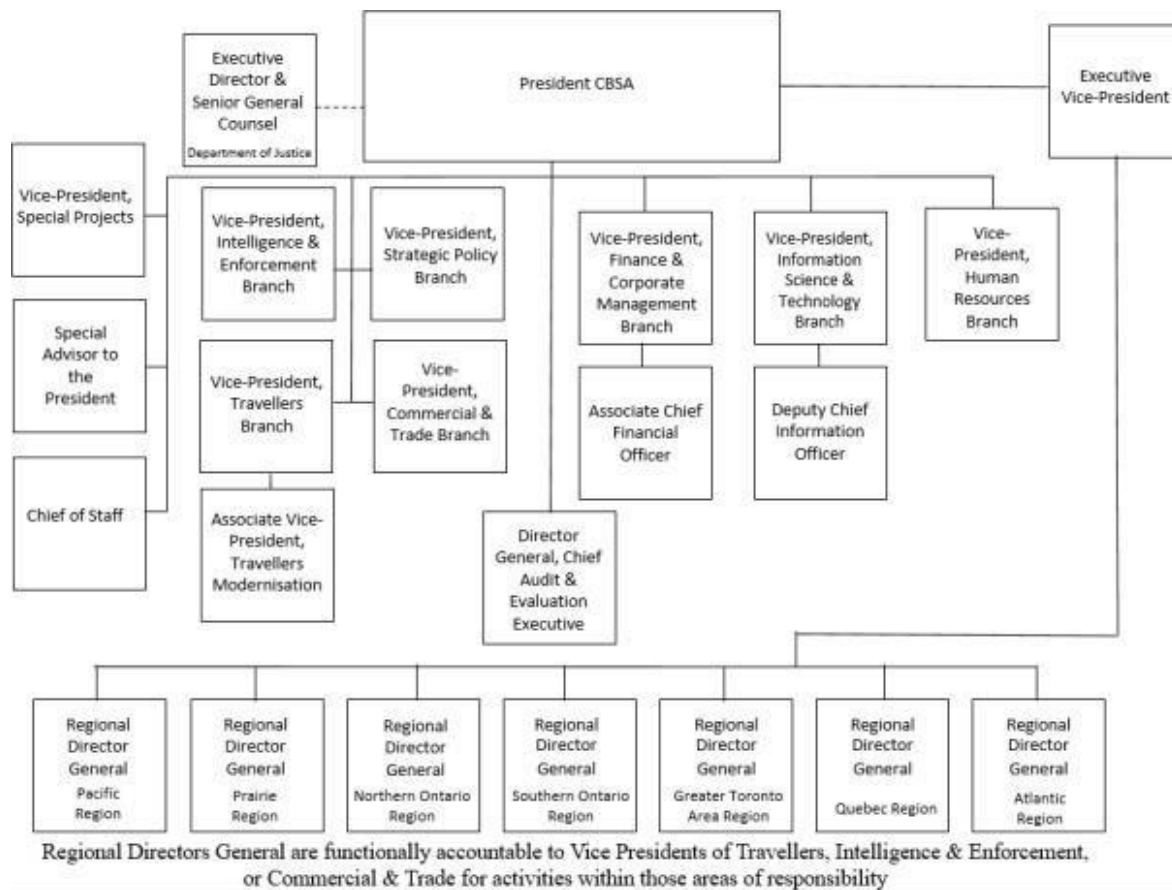 Executive
Director &
Senior General
Counsel
Department of Justice
President CBSA
Executive
Vice-President
Vice-President,
Special Projects
Vice-President,
Intelligence &
Enforcement
Branch
Vice-President,
Strategic Policy
Branch
Vice-President,
Finance &
Corporate
Management
Branch
Vice-President,
Information
Science &
Technology
Branch
Vice-
President,
Human
Resources
Branch
Special
Advisor to
the
President
Vice-President,
Travellers
Branch
Vice-
President,
Commercial &
Trade Branch
Associate Chief
Financial
Officer
Deputy Chief
Information
Officer
Chief of Staff
Associate Vice-
President,
Travellers
Modernisation
Director
General, Chief
Audit &
Evaluation
Executive
Regional
Director
General
Pacific
Region
Regional
Director
General
Prairie
Region
Regional
Director
General
Northern Ontario
Region
Regional
Director
General
Southern Ontario
Region
Regional
Director
General
Greater Toronto
Area Region
Regional
Director
General
Quebec Region
Regional
Director
General
Atlantic
Region
Regional Directors General are functionally accountable to Vice Presidents of Travellers, Intelligence & Enforcement,
or Commercial & Trade for activities within those areas of responsibility